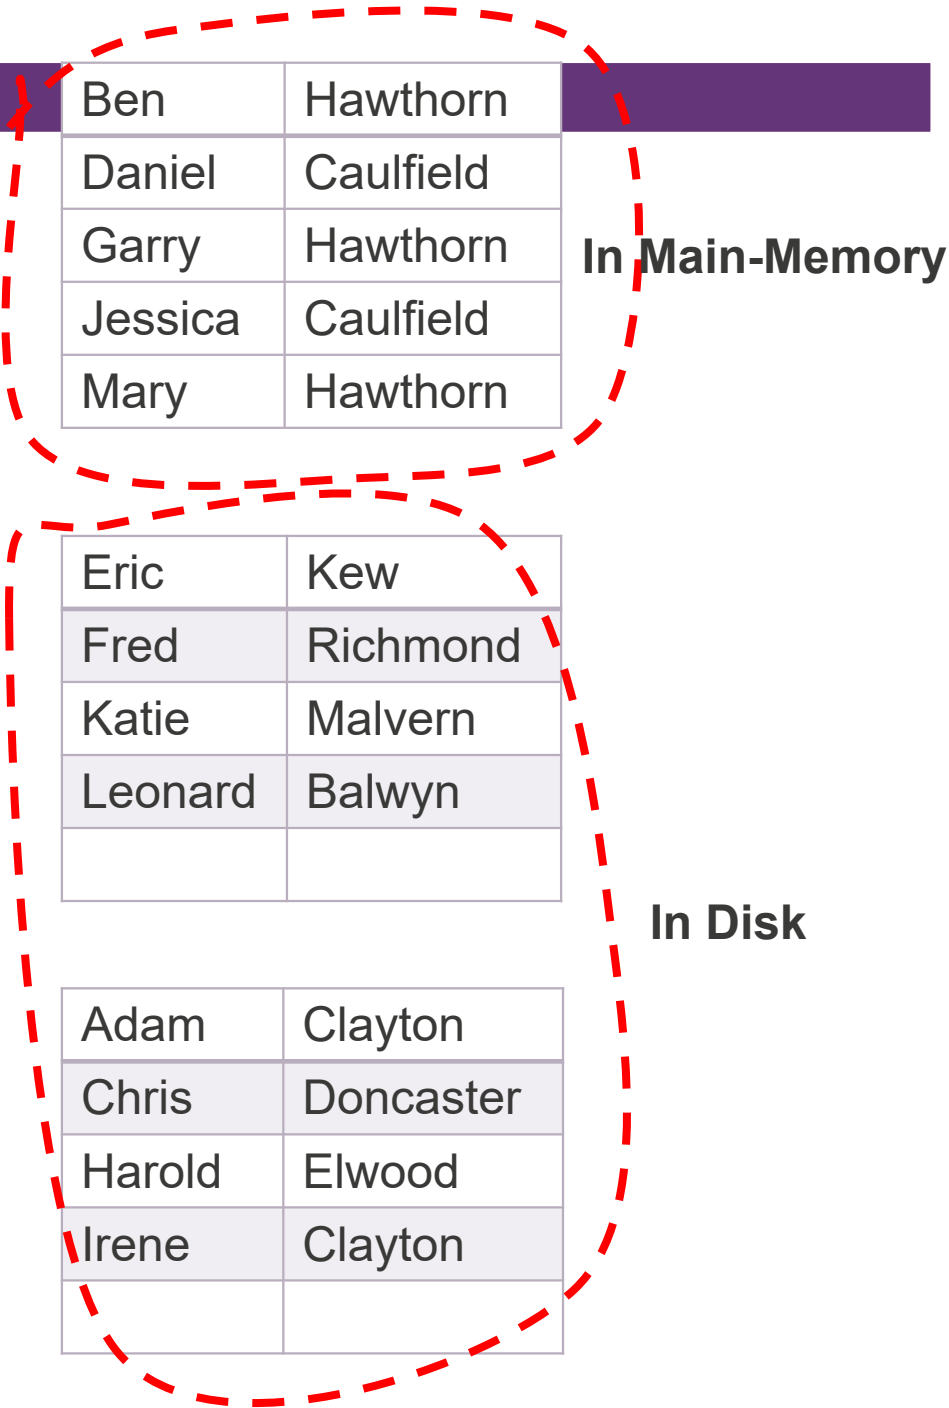 Ben Hawthorn
Daniel Caulfield
Garry Hawthorn
In Main-Memory
Jessica Caulfield
Mary Hawthorn
Eric Kew
Fred Richmond
Katie Malvern
Leonard Balwyn
In Disk
Adam Clayton
Chris Doncaster
Harold Elwood
Irene Clayton